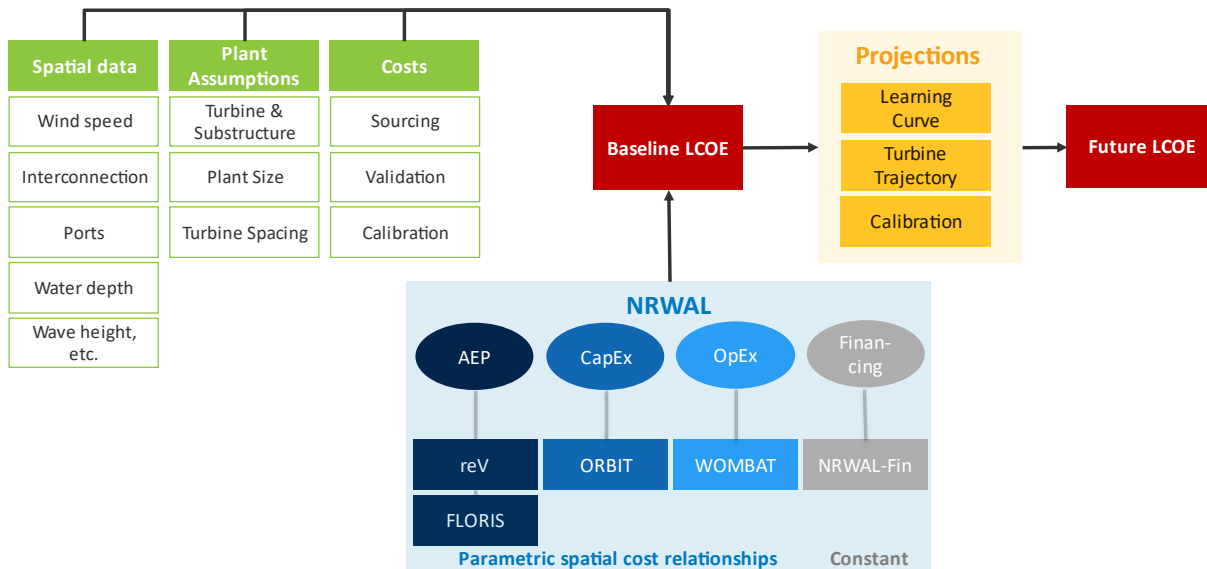 Spatial data
Wind speed
Interconnection
Ports
Water depth
Wave height,
etc.
Plant
Assumptions
Turbine &
Substructure
Plant Size
Turbine Spacing
Costs
Sourcing
Validation
Calibration
Baseline LCOE
Projections
Learning
Curve
Turbine
Trajectory
Calibration
Future LCOE
NRWAL
AEP
CapEx
OpEx
Finan-
cing
reV
ORBIT
WOMBAT
NRWAL-Fin
FLORIS
Parametric spatial cost relationships
Constant